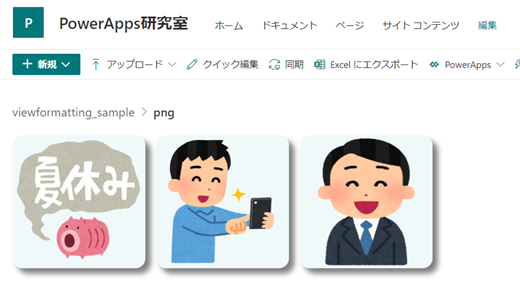 P PowerApps研究室 ホーム ドキュメント ページ サイト コンテンツ 編集
+ 新規 アップロード クイック編集 同期 Excel にエクスポート PowerApps
viewformatting_sample > png
夏休み